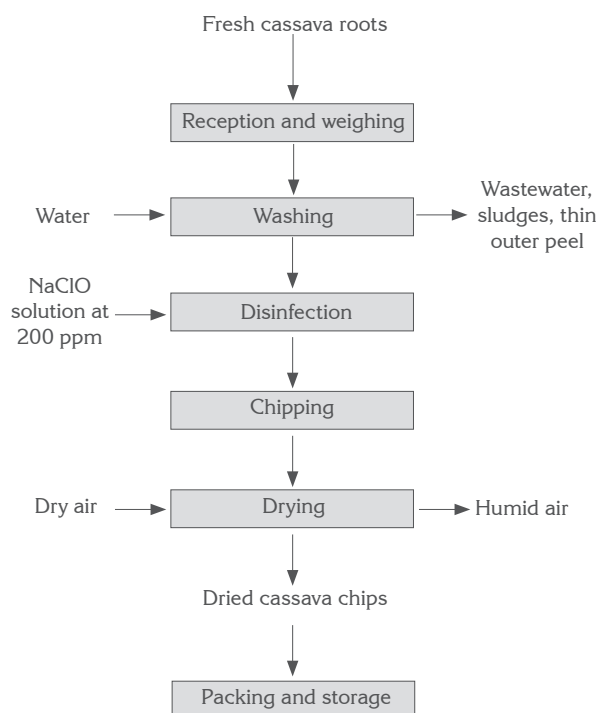 Fresh cassava roots
Reception and weighing
Water
Washing
Wastewater,
sludges, thin
outer peel
NaClO
solution at
200 ppm
Disinfection
Chipping
Dry air
Drying
Humid air
Dried cassava chips
Packing and storage